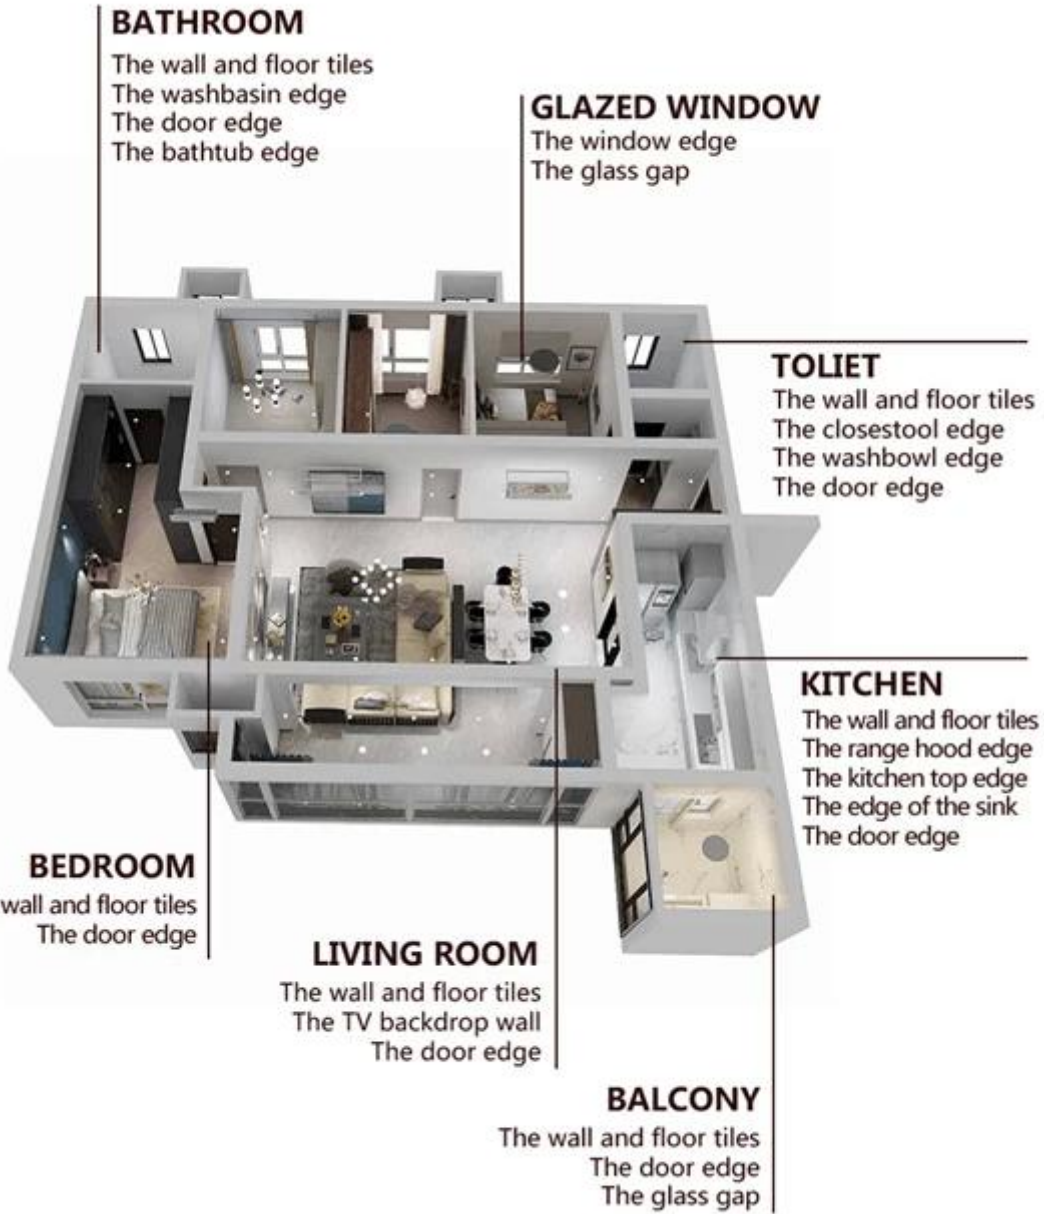 BATHROOM
The wall and floor tiles
The washbasin edge
The door edge
The bathtub edge
GLAZED WINDOW
The window edge
The glass gap
TOLIET
The wall and floor tiles
The closestool edge
The washbowl edge
The door edge
KITCHEN
The wall and floor tiles
The range hood edge
The kitchen top edge
The edge of the sink
The door edge
BEDROOM
wall and floor tiles
The door edge
LIVING ROOM
The wall and floor tiles
The TV backdrop wall
The door edge
BALCONY
The wall and floor tiles
The door edge
The glass gap